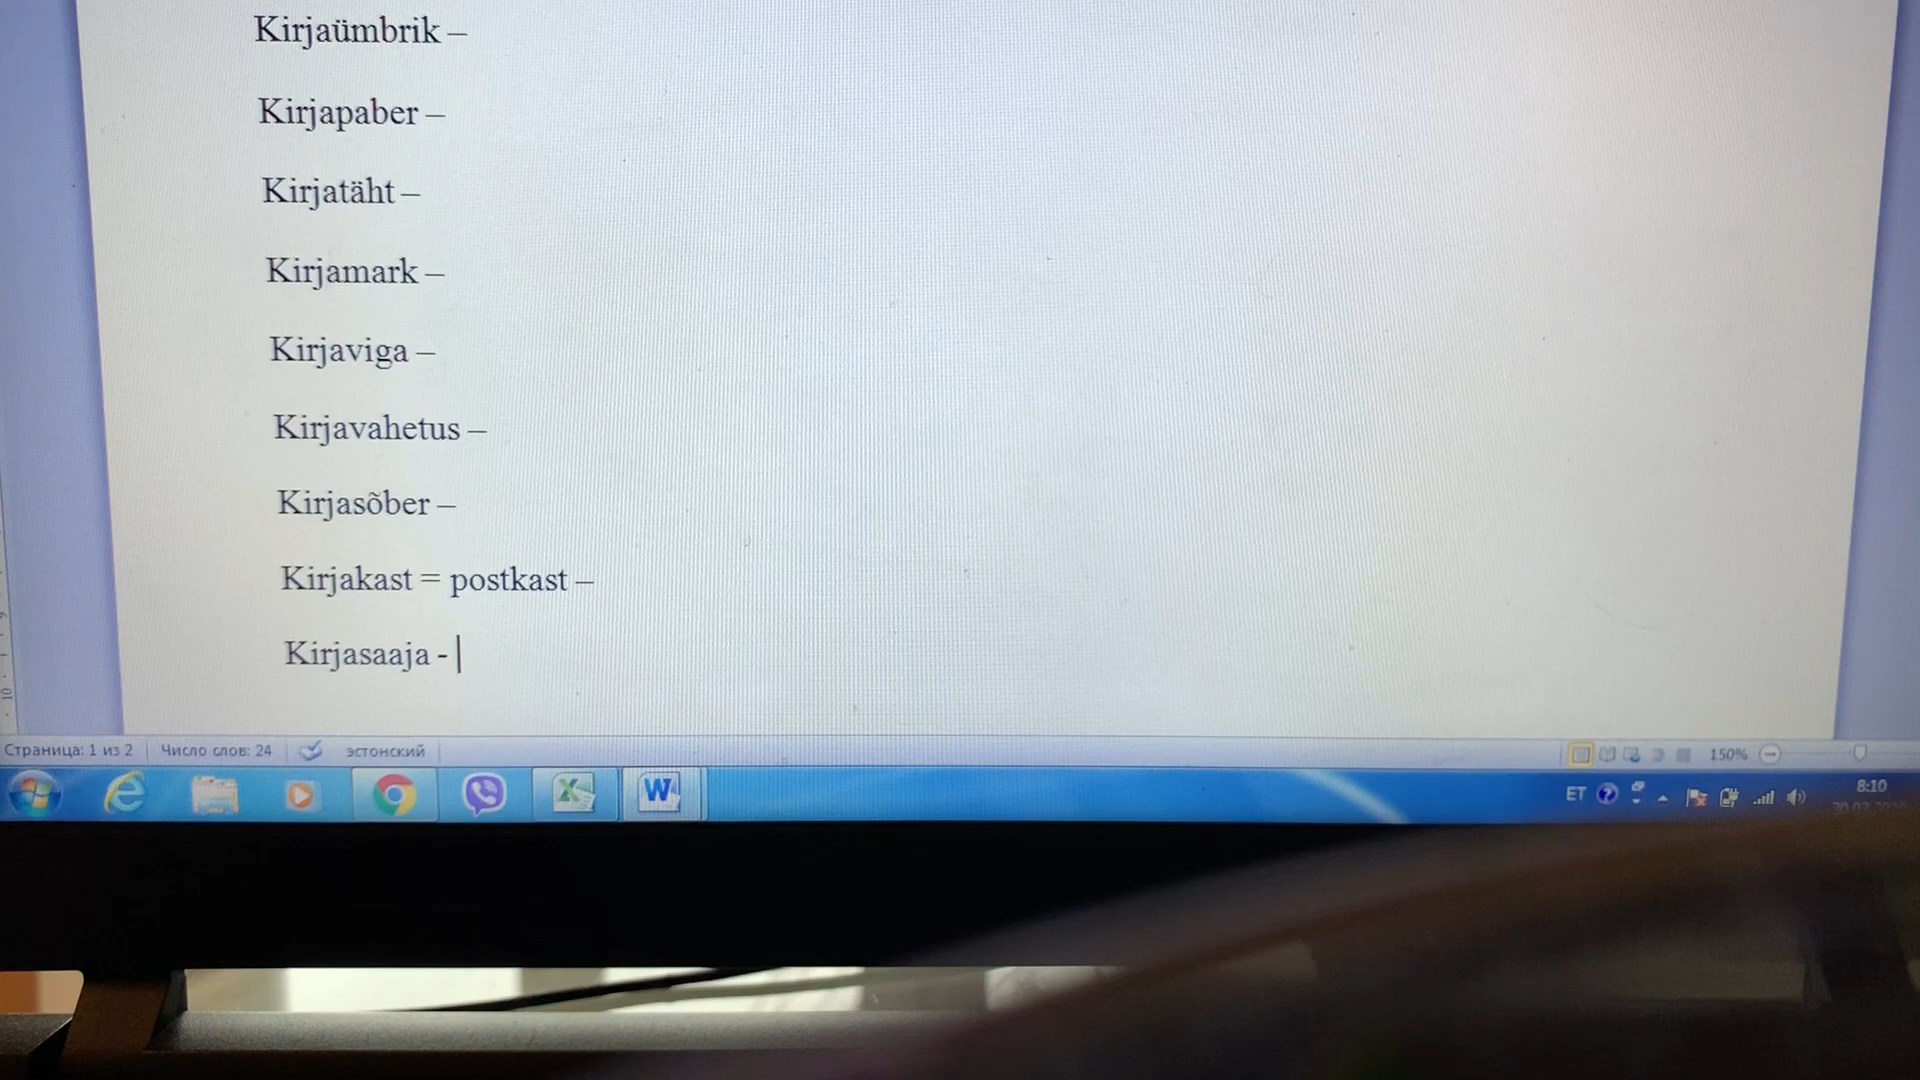 Kirjaümbrik –
Kirjapaber –
Kirjatäht –
Kirjamark –
Kirjaviga –
Kirjavahetus –
Kirjasõber –
Kirjakast = postkast –
Kirjasaaja -
Страница: 1 из 2 Число слов: 24 эстонский 150%
ET 8:10